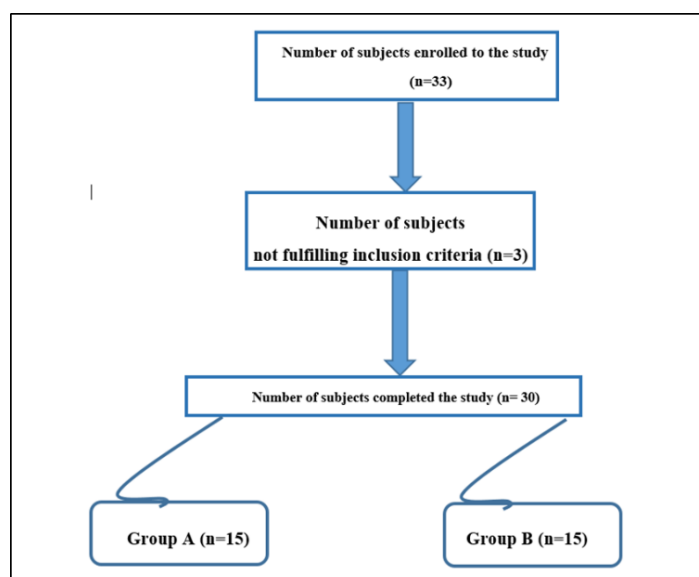 Number of subjects enrolled to the study
(n=33)
Number of subjects
not fulfilling inclusion criteria (n=3)
Number of subjects completed the study (n= 30)
Group A (n=15)
Group B (n=15)